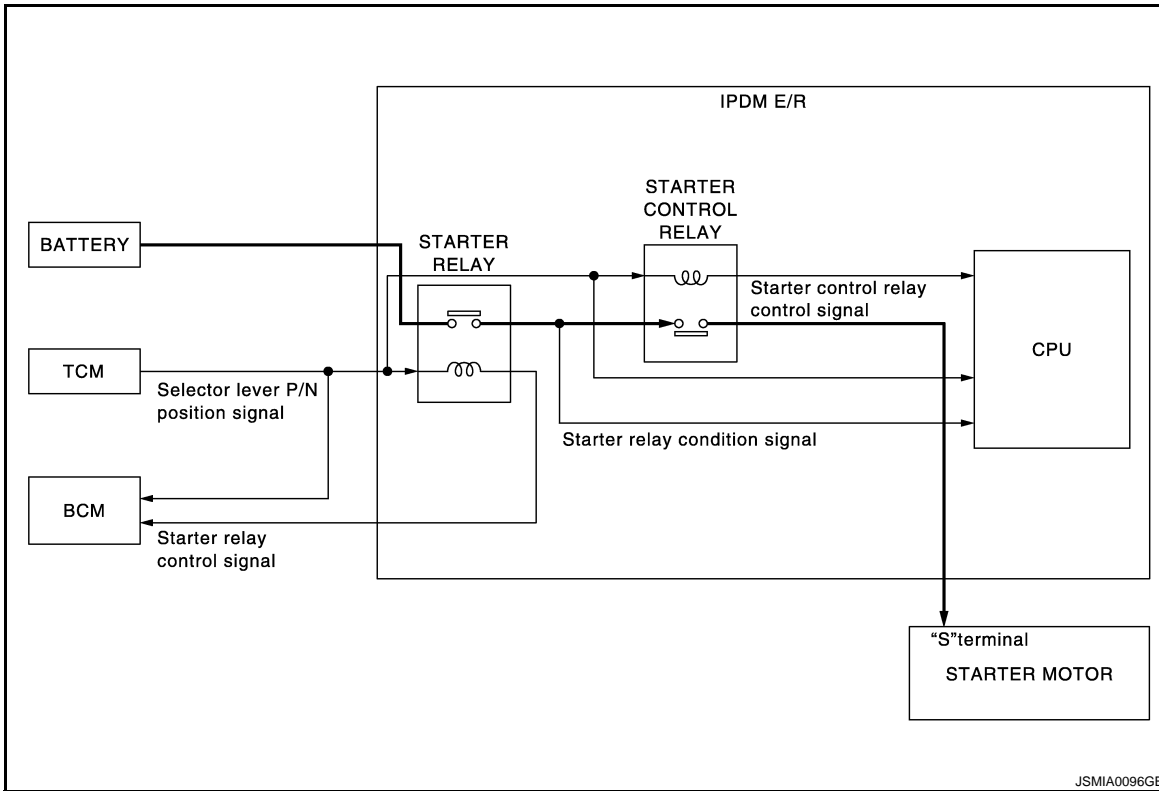 IPDM E/R
STARTER
CONTROL
RELAY
BATTERY
STARTER
RELAY
Starter control relay
control signal
CPU
TCM
Selector lever P/N
position signal
Starter relay condition signal
BCM
Starter relay
control signal
“S”terminal
STARTER MOTOR
JSMIA0096GE